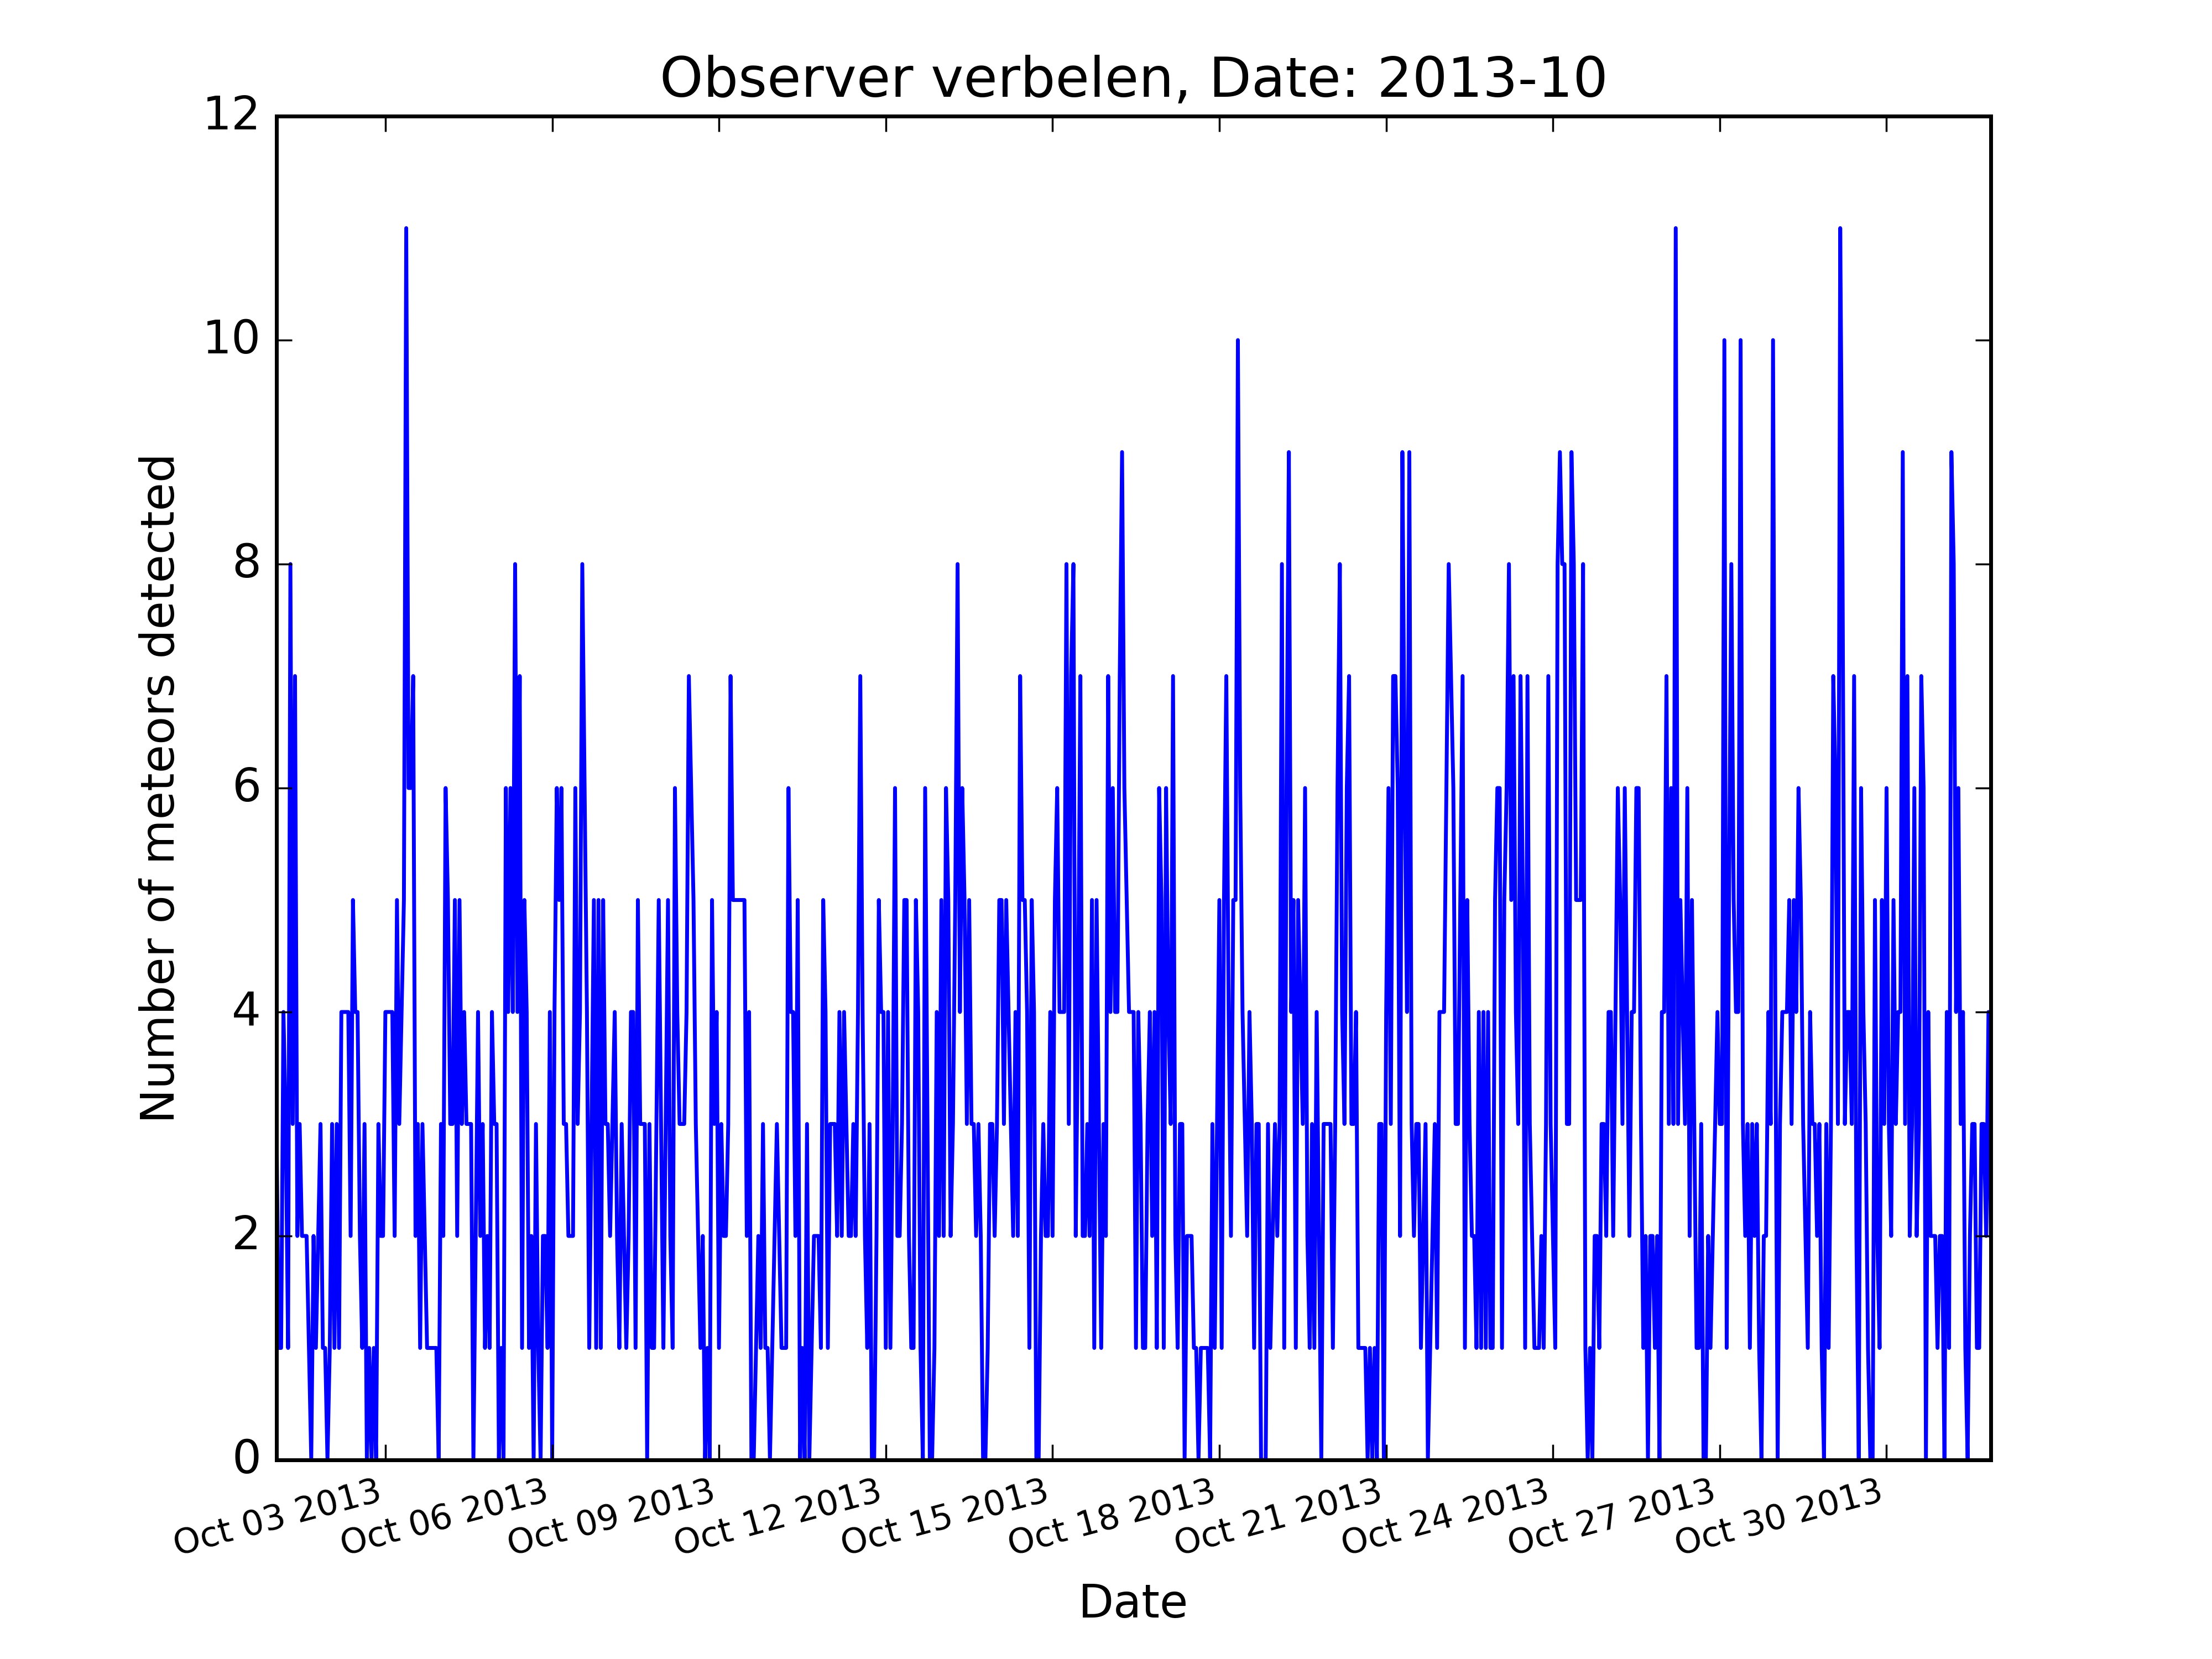 Observer verbelen, Date: 2013-10
12
10
8
6
4
2
0
Number of meteors detected
Oct 03 2013
Oct 06 2013
Oct 09 2013
Oct 12 2013
Oct 15 2013
Oct 18 2013
Oct 21 2013
Oct 24 2013
Oct 27 2013
Oct 30 2013
Date